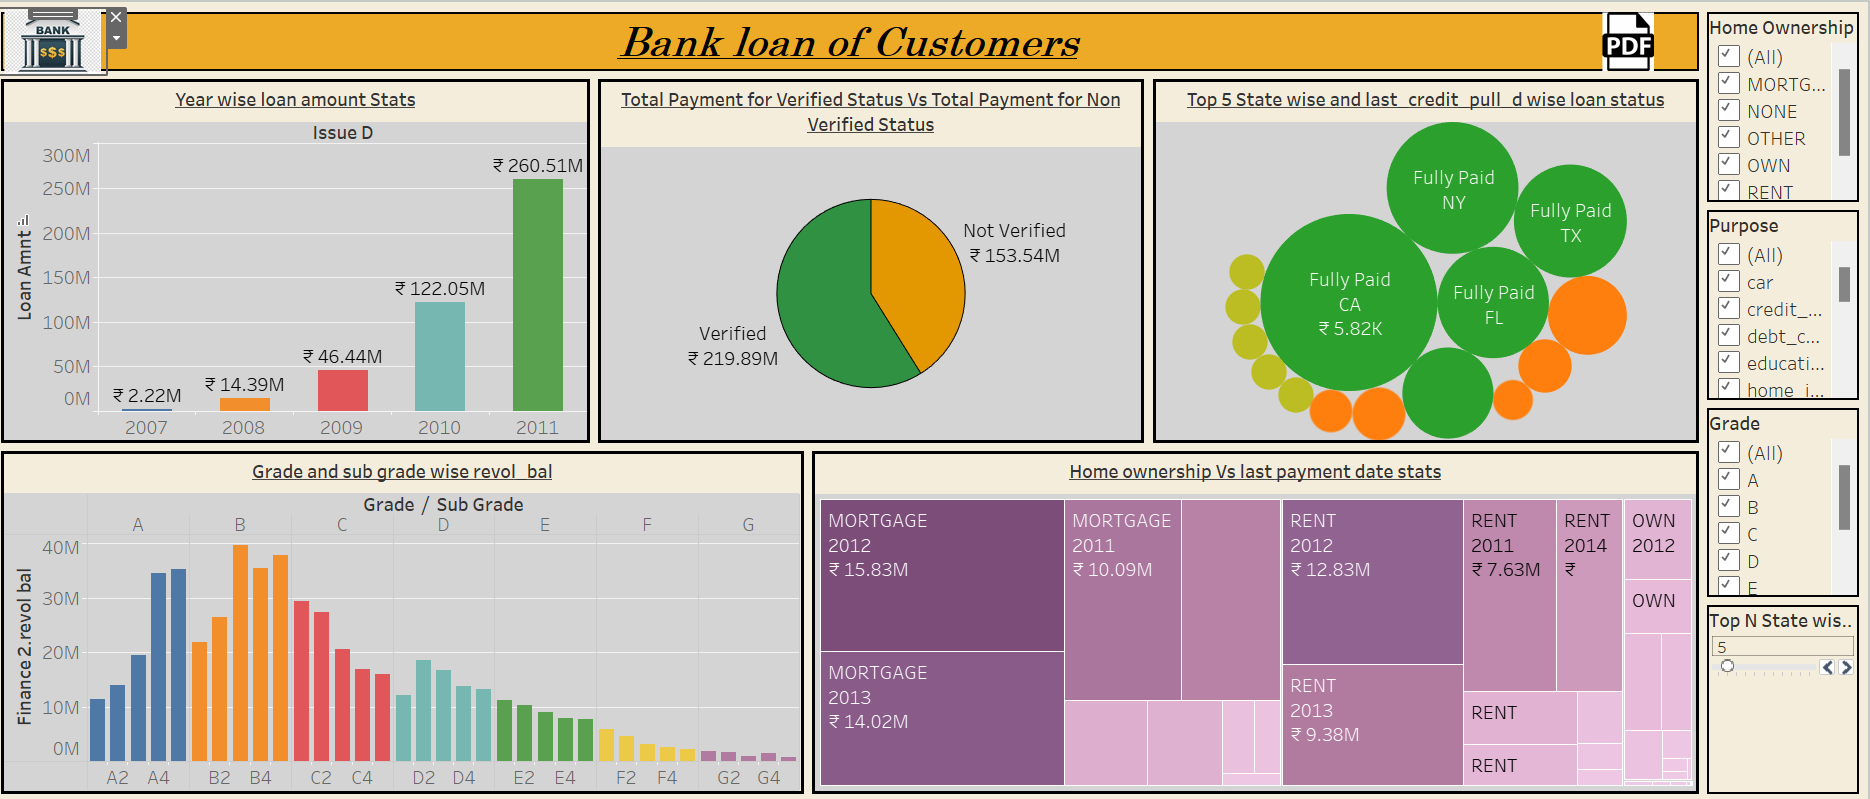 BANK
$$$
Bank loan of Customers
PDF
Year wise loan amount Stats
Issue D
Loan Amnt
300M
250M
200M
150M
100M
50M
0M
₹ 2.22M
₹ 14.39M
₹ 46.44M
₹ 122.05M
₹ 260.51M
2007
2008
2009
2010
2011
Total Payment for Verified Status Vs Total Payment for Non
Verified Status
Not Verified
₹ 153.54M
Verified
₹ 219.89M
Top 5 State wise and last_credit_pull_d wise loan status
Fully Paid
NY
Fully Paid
TX
Fully Paid
CA
₹ 5.82K
Fully Paid
FL
Grade and sub grade wise revol_bal
Grade / Sub Grade
A
B
C
D
E
F
G
Finance 2.revol bal
40M
30M
20M
10M
0M
A2
A4
B2
B4
C2
C4
D2
D4
E2
E4
F2
F4
G2
G4
Home ownership Vs last payment date stats
MORTGAGE
2012
₹ 15.83M
MORTGAGE
2013
₹ 14.02M
MORTGAGE
2011
₹ 10.09M
RENT
2012
₹ 12.83M
RENT
2013
₹ 9.38M
RENT
2011
₹ 7.63M
RENT
2014
₹
RENT
RENT
OWN
2012
OWN
Home Ownership
(All)
MORTG...
NONE
OTHER
OWN
RENT
Purpose
(All)
car
credit_...
debt_c...
educati...
home_i...
Grade
(All)
A
B
C
D
E
Top N State wis..
5